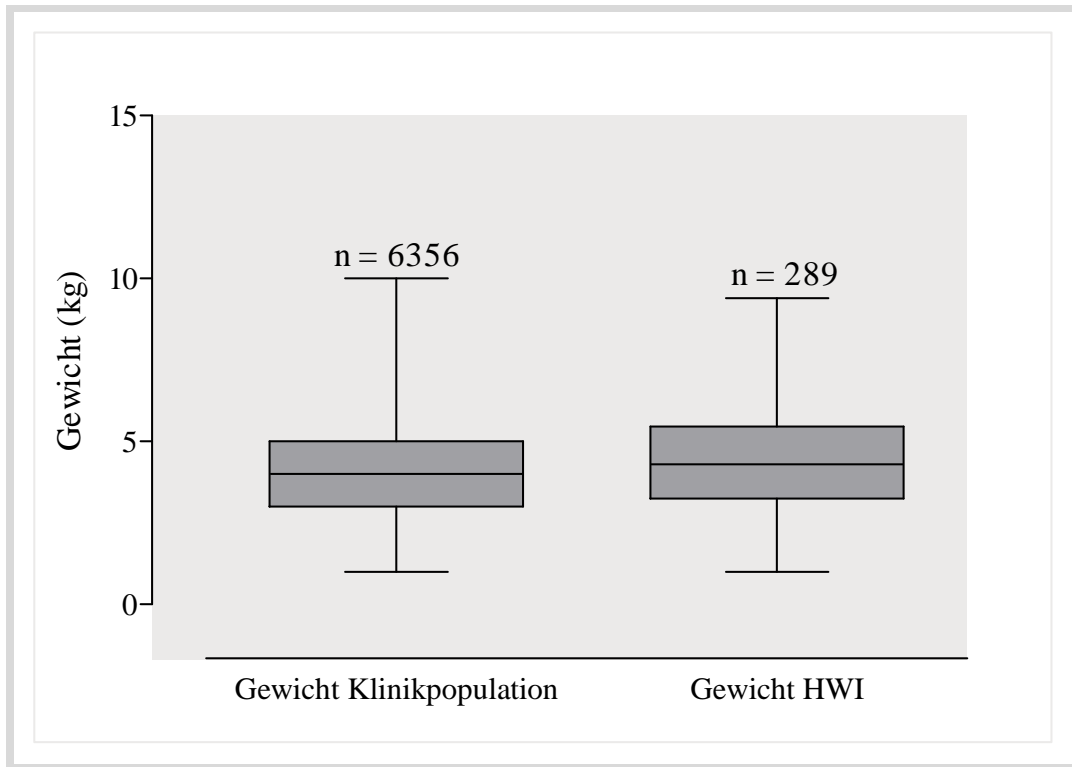 15
n = 6356
n = 289
10
Gewicht (kg)
5
0
Gewicht Klinikpopulation
Gewicht HWI